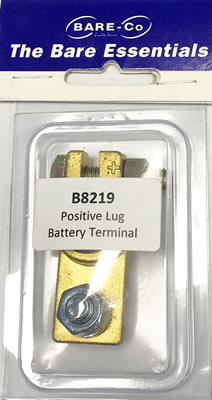 BARE-CO
The Bare Essentials
+
B8219
Positive Lug
Battery Terminal